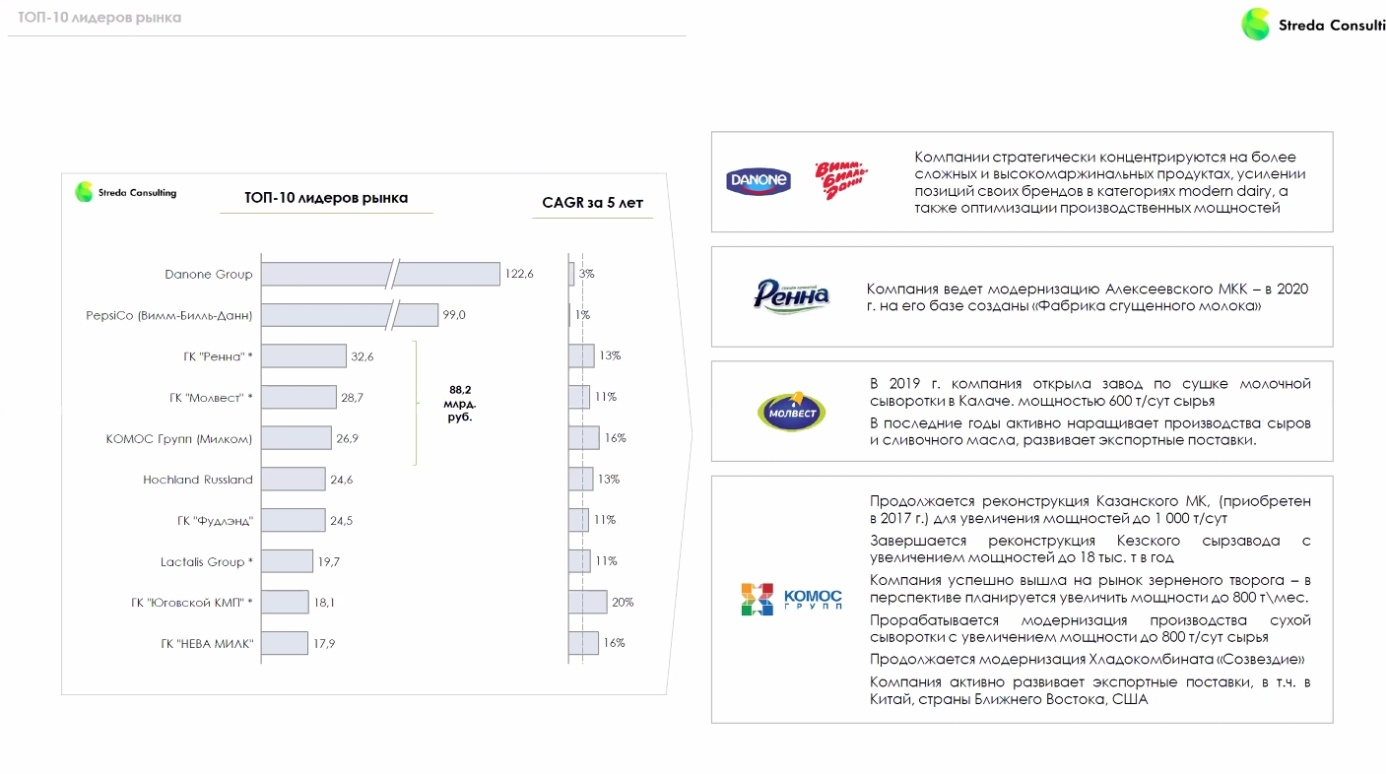 ТОП-10 лидеров рынка
Streda Consulti
Streda Consulting
ТОП-10 лидеров рынка
CAGR за 5 лет
Danone Group 122,6 3%
PepsiCo (Вимм-Билль-Данн) 99,0 1%
ГК "Ренна" * 32,6 13%
ГК "Молвест" * 28,7 11%
КОМОС Групп (Милком) 26,9 16%
Hochland Russland 24,6 13%
ГК "Фудлэнд" 24,5 11%
Lactalis Group * 19,7 11%
ГК "Юговской КМП" * 18,1 20%
ГК "НЕВА МИЛК" 17,9 16%
88,2
млрд.
руб.
DANONE
Вимм-
Билль-
Данн
Компании стратегически концентрируются на более
сложных и высокомаржинальных продуктах, усилении
позиций своих брендов в категориях modern dairy, а
также оптимизации производственных мощностей
Ренна
Компания ведет модернизацию Алексеевского МКК – в 2020
г. на его базе созданы «Фабрика сгущенного молока»
МОЛВЕСТ
В 2019 г. компания открыла завод по сушке молочной
сыворотки в Калаче. мощностью 600 т/сут сырья
В последние годы активно наращивает производства сыров
и сливочного масла, развивает экспортные поставки.
КОМОС
ГРУПП
Продолжается реконструкция Казанского МК, (приобретен
в 2017 г.) для увеличения мощностей до 1 000 т/сут
Завершается реконструкция Кезского сырзавода с
увеличением мощностей до 18 тыс. т в год
Компания успешно вышла на рынок зерненого творога – в
перспективе планируется увеличить мощности до 800 т\мес.
Прорабатывается модернизация производства сухой
сыворотки с увеличением мощности до 800 т/сут сырья
Продолжается модернизация Хладокомбината «Созвездие»
Компания активно развивает экспортные поставки, в т.ч. в
Китай, страны Ближнего Востока, США